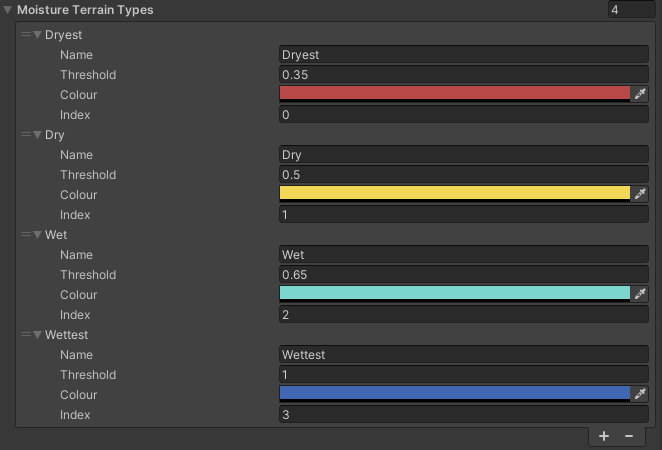 Moisture Terrain Types 4
Dryest
Name Dryest
Threshold 0.35
Colour
Index 0
Dry
Name Dry
Threshold 0.5
Colour
Index 1
Wet
Name Wet
Threshold 0.65
Colour
Index 2
Wettest
Name Wettest
Threshold 1
Colour
Index 3
+ −